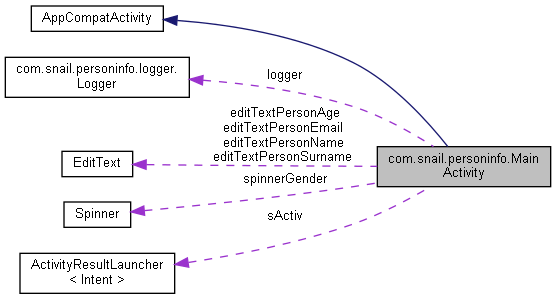 AppCompatActivity
com.snail.personinfo.logger.
Logger
logger
editTextPersonAge
editTextPersonEmail
editTextPersonName
editTextPersonSurname
EditText
com.snail.personinfo.Main
Activity
spinnerGender
Spinner
sActiv
ActivityResultLauncher
< Intent >